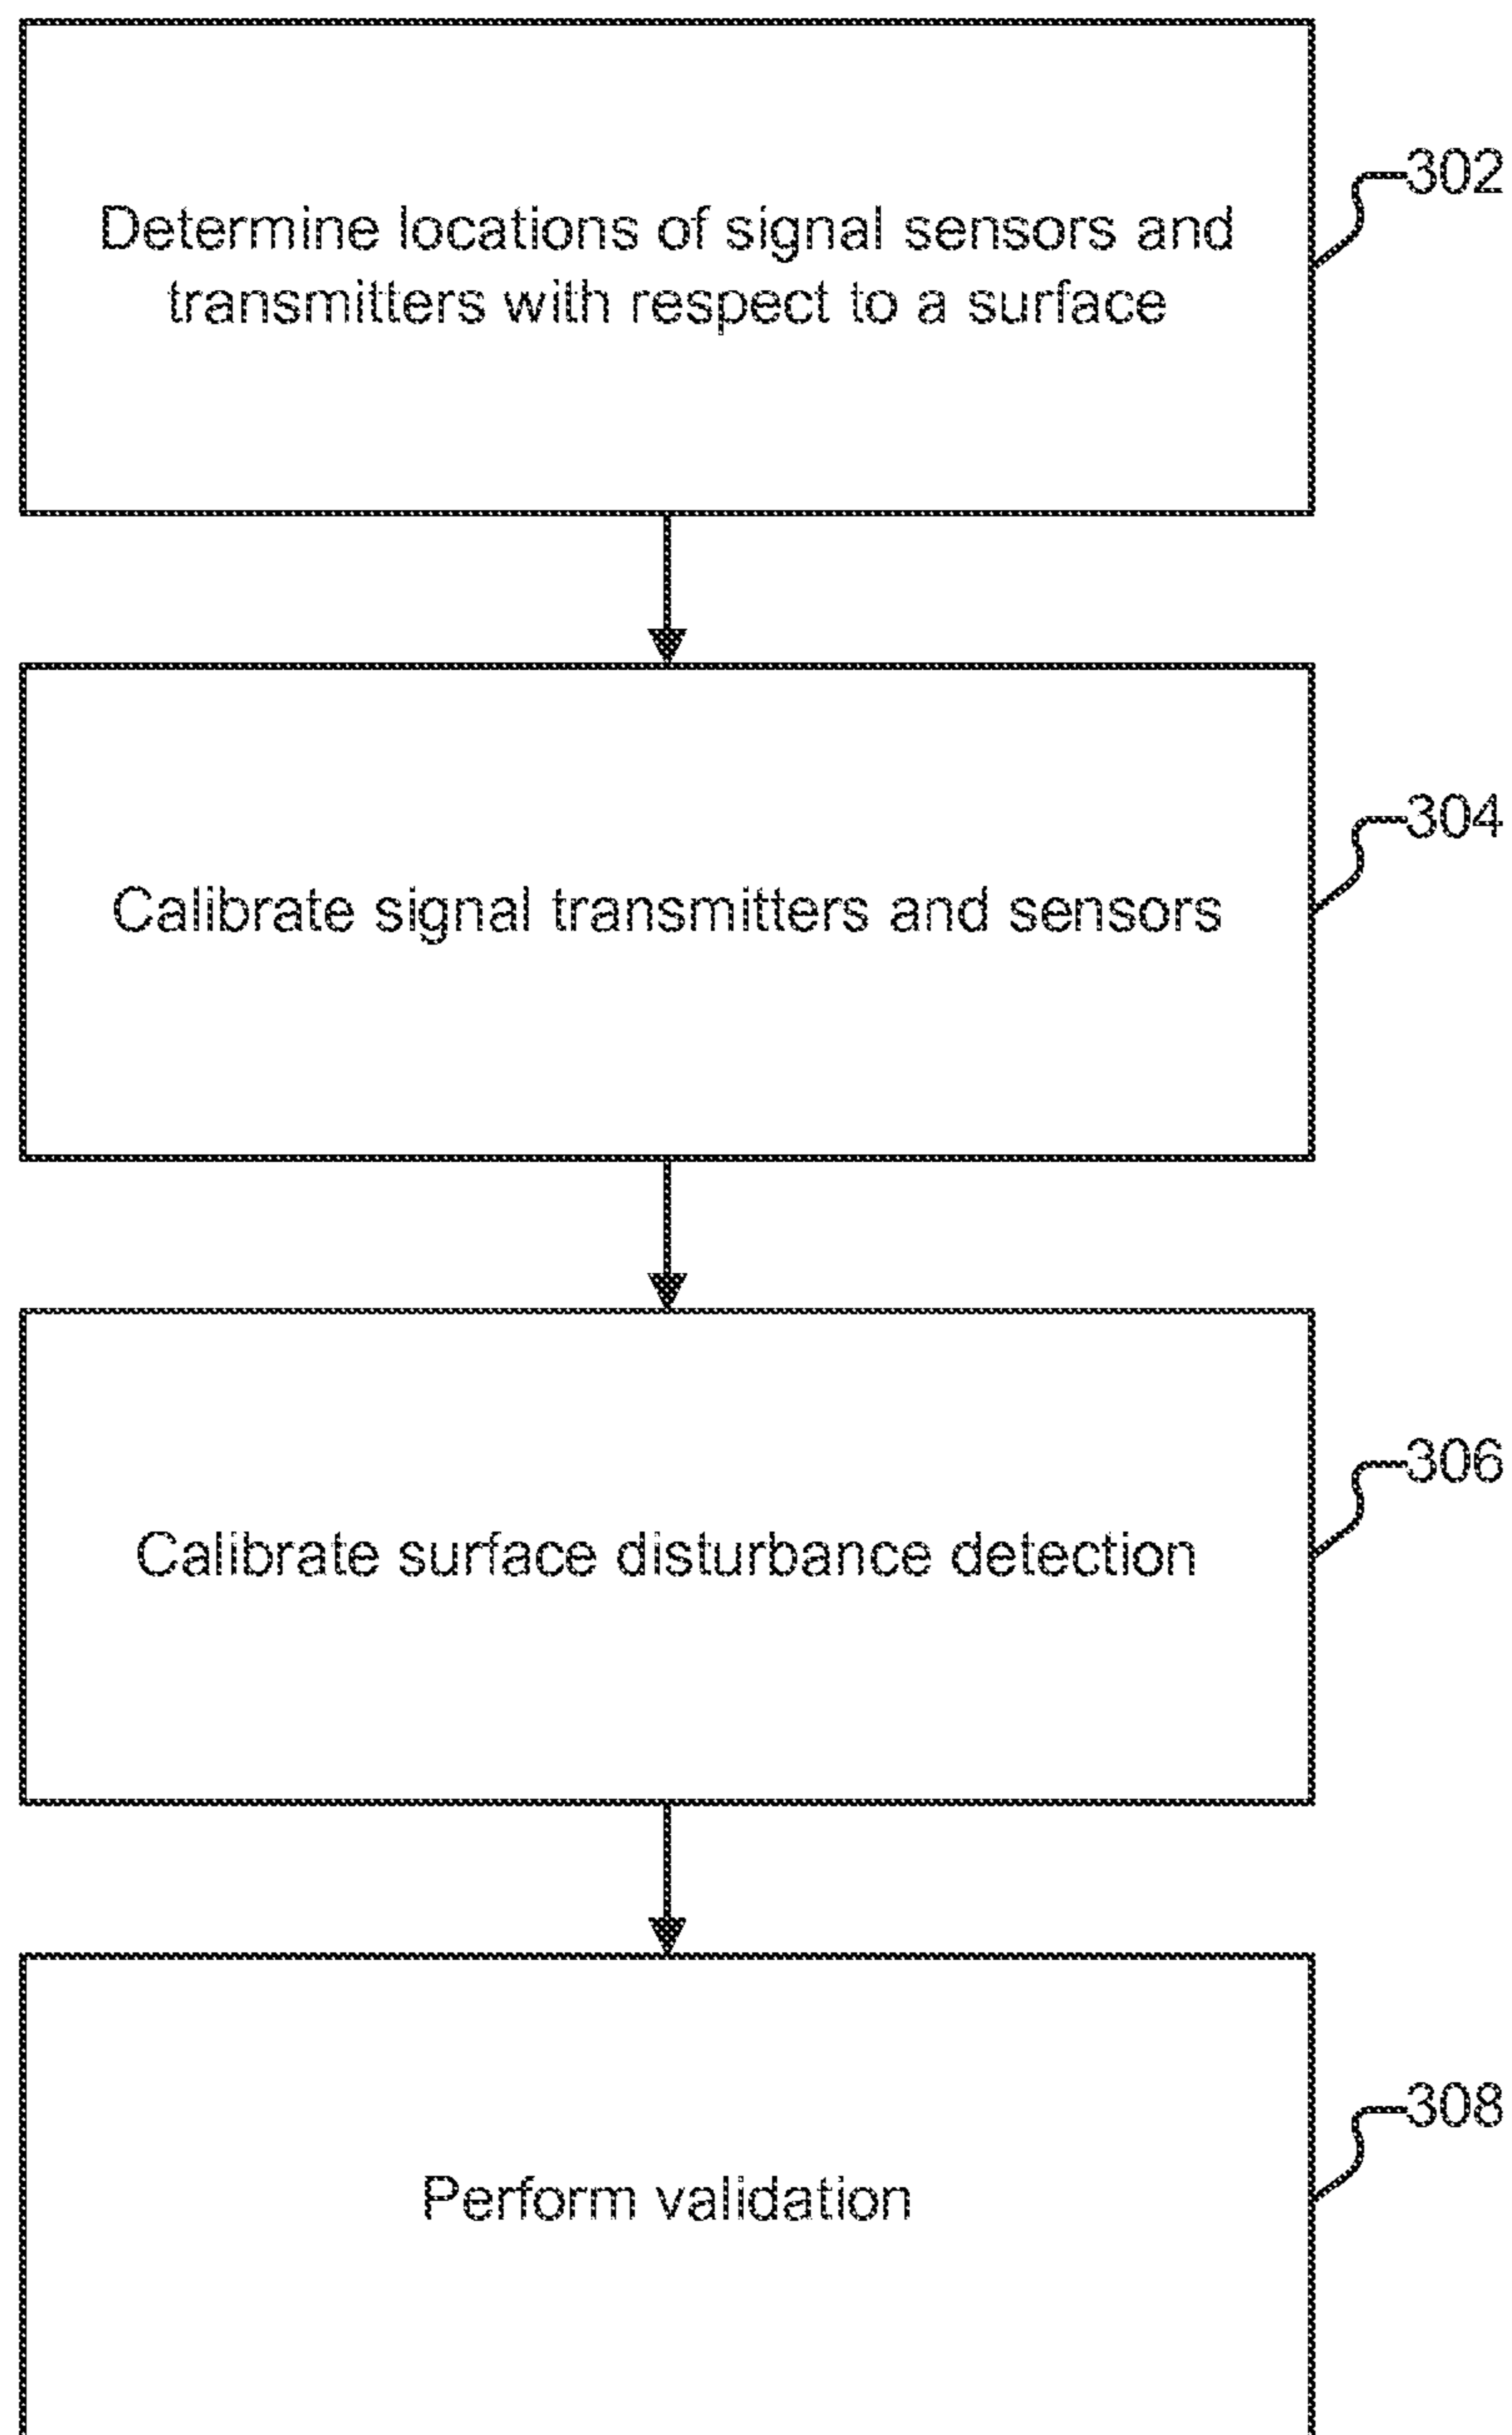 Determine locations of signal sensors and
transmitters with respect to a surface
302
Calibrate signal transmitters and sensors
304
Calibrate surface disturbance detection
306
Perform validation
308